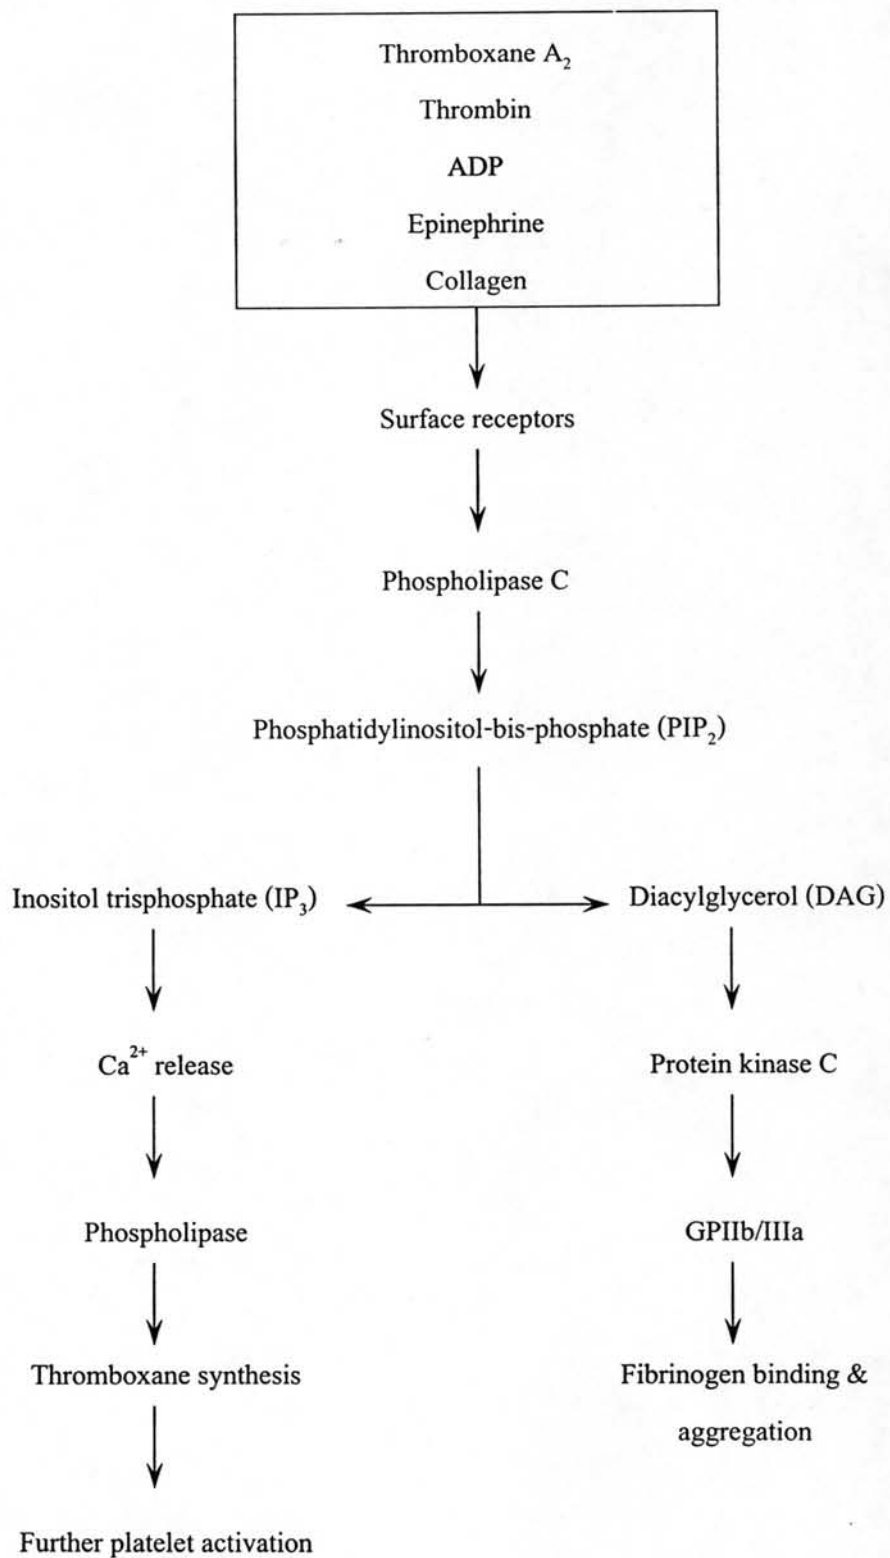 Thromboxane A₂
Thrombin
ADP
Epinephrine
Collagen
Surface receptors
Phospholipase C
Phosphatidylinositol-bis-phosphate (PIP₂)
Inositol trisphosphate (IP₃)
Diacylglycerol (DAG)
Ca²⁺ release
Protein kinase C
Phospholipase
GPIIb/IIIa
Thromboxane synthesis
Fibrinogen binding &
aggregation
Further platelet activation